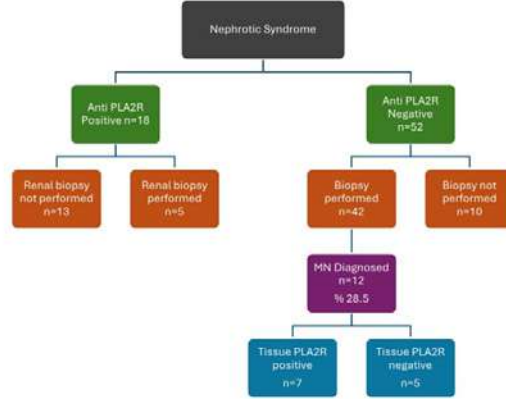 Nephrotic Syndrome
Anti PLA2R
Positive n=18
Anti PLA2R
Negative
n=52
Renal biopsy
not performed
n=13
Renal biopsy
performed
n=5
Biopsy
performed
n=42
Biopsy not
performed
n=10
MN Diagnosed
n=12
% 28.5
Tissue PLA2R
positive
n=7
Tissue PLA2R
negative
n=5